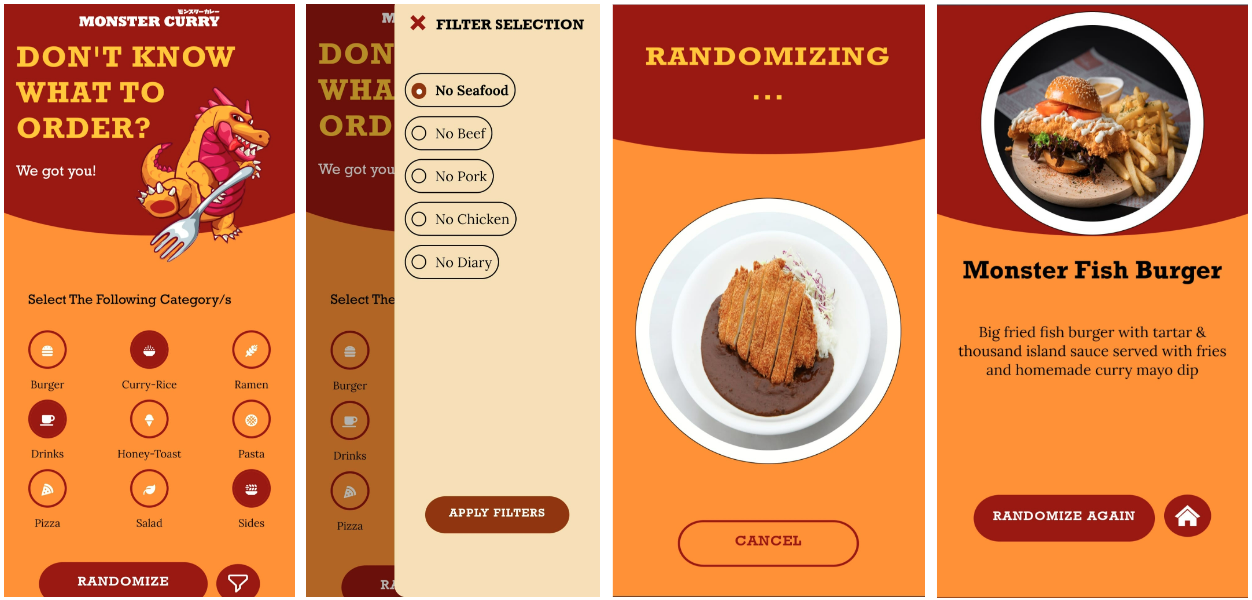 モンスターカレー
MONSTER CURRY
DON'T KNOW
WHAT TO
ORDER?
We got you!
Select The Following Category/s
Burger
Curry-Rice
Ramen
Drinks
Honey-Toast
Pasta
Pizza
Salad
Sides
RANDOMIZE
M
DON
WHA
ORD
We got you
Select The
Burger
Drinks
Pizza
RA
FILTER SELECTION
No Seafood
No Beef
No Pork
No Chicken
No Diary
APPLY FILTERS
RANDOMIZING
...
CANCEL
Monster Fish Burger
Big fried fish burger with tartar &
thousand island sauce served with fries
and homemade curry mayo dip
RANDOMIZE AGAIN